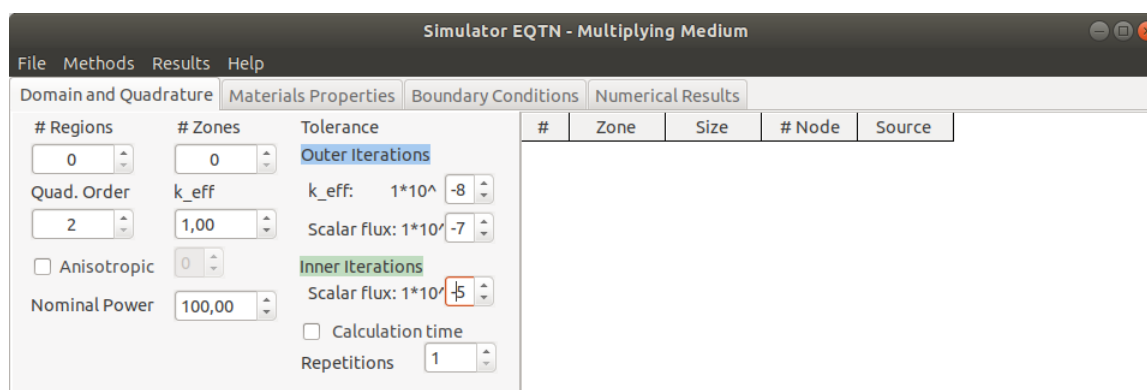 Simulator EQTN - Multiplying Medium
File Methods Results Help
Domain and Quadrature Materials Properties Boundary Conditions Numerical Results
# Regions # Zones Tolerance # Zone Size # Node Source
0 0 Outer Iterations
Quad. Order k_eff k_eff: 1*10^ -8
2 1,00 Scalar flux: 1*10^ -7
Anisotropic 0 Inner Iterations
Nominal Power 100,00 Scalar flux: 1*10^ -5
Calculation time
Repetitions 1